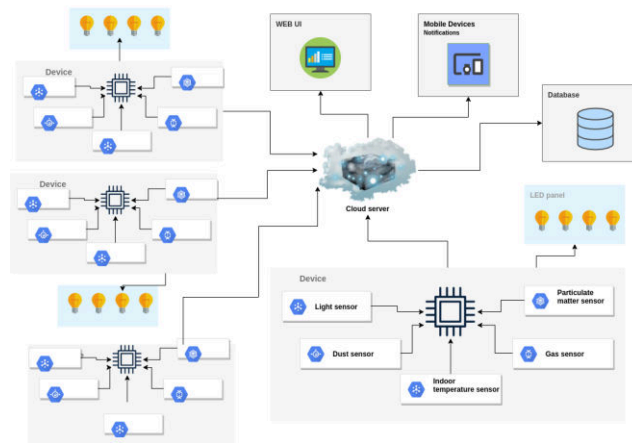 WEB UI
Mobile Devices
Notifications
Device
Database
Device
Cloud server
LED panel
Device
Light sensor
Particulate
matter sensor
Dust sensor
Gas sensor
Indoor
temperature sensor